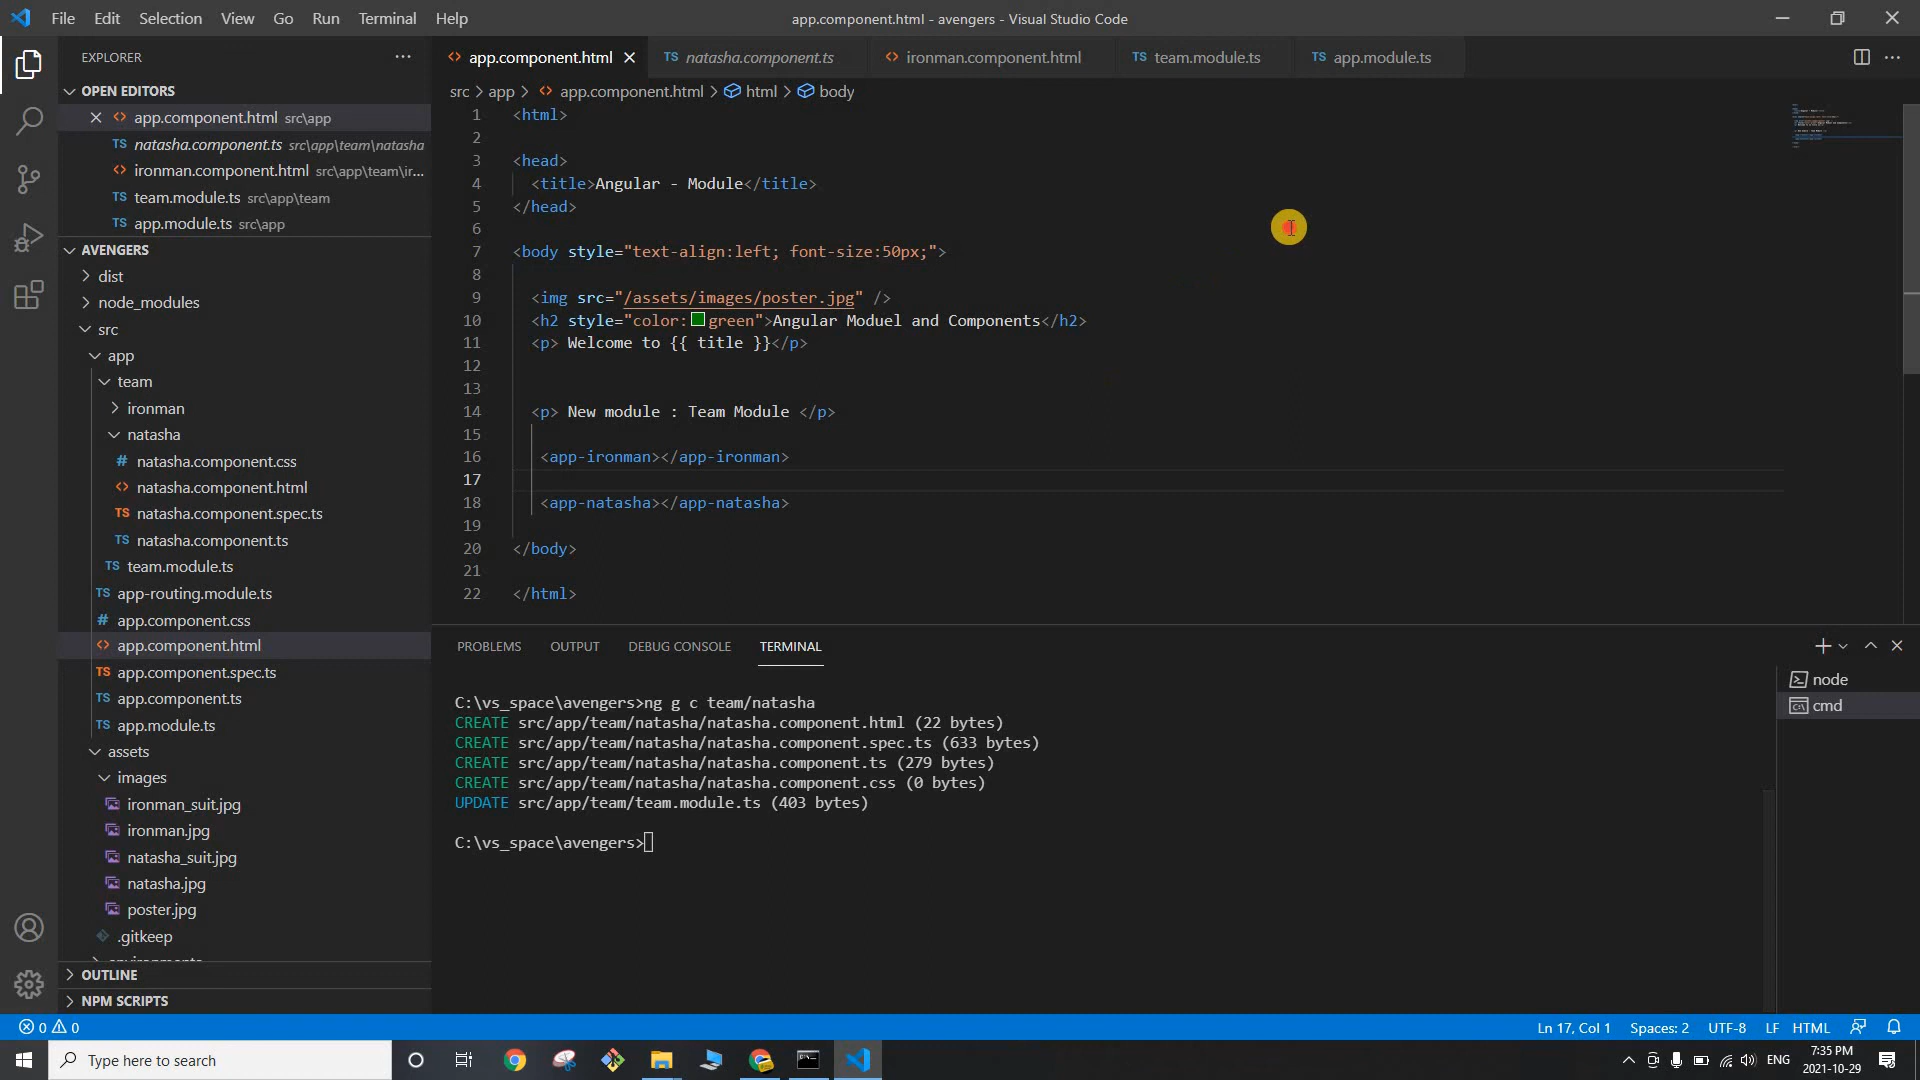 File Edit Selection View Go Run Terminal Help
app.component.html - avengers - Visual Studio Code
EXPLORER
OPEN EDITORS
app.component.html src\app
natasha.component.ts src\app\team\natasha
ironman.component.html src\app\team\ir...
team.module.ts src\app\team
app.module.ts src\app
AVENGERS
dist
node_modules
src
app
team
ironman
natasha
natasha.component.css
natasha.component.html
natasha.component.spec.ts
natasha.component.ts
team.module.ts
app-routing.module.ts
app.component.css
app.component.html
app.component.spec.ts
app.component.ts
app.module.ts
assets
images
ironman_suit.jpg
ironman.jpg
natasha_suit.jpg
natasha.jpg
poster.jpg
.gitkeep
OUTLINE
NPM SCRIPTS
app.component.html natasha.component.ts ironman.component.html team.module.ts app.module.ts
src > app > app.component.html > html > body
1 <html>
2
3 <head>
4 <title>Angular - Module</title>
5 </head>
6
7 <body style="text-align:left; font-size:50px;">
8
9 <img src="/assets/images/poster.jpg" />
10 <h2 style="color:green">Angular Moduel and Components</h2>
11 <p> Welcome to {{ title }}</p>
12
13
14 <p> New module : Team Module </p>
15
16 <app-ironman></app-ironman>
17
18 <app-natasha></app-natasha>
19
20 </body>
21
22 </html>
PROBLEMS OUTPUT DEBUG CONSOLE TERMINAL
C:\vs_space\avengers>ng g c team/natasha
CREATE src/app/team/natasha/natasha.component.html (22 bytes)
CREATE src/app/team/natasha/natasha.component.spec.ts (633 bytes)
CREATE src/app/team/natasha/natasha.component.ts (279 bytes)
CREATE src/app/team/natasha/natasha.component.css (0 bytes)
UPDATE src/app/team/team.module.ts (403 bytes)
C:\vs_space\avengers>
node
cmd
0 0
Ln 17, Col 1 Spaces: 2 UTF-8 LF HTML
Type here to search
ENG
7:35 PM
2021-10-29